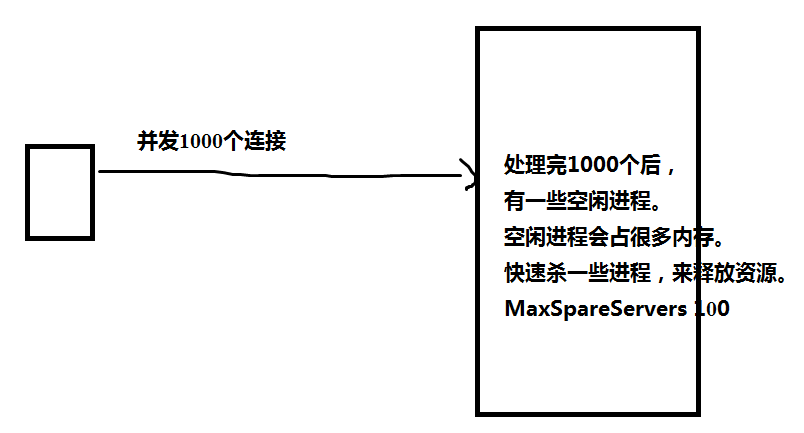 并发1000个连接
处理完1000个后，
有一些空闲进程。
空闲进程会占很多内存。
快速杀一些进程，来释放资源。
MaxSpareServers 100